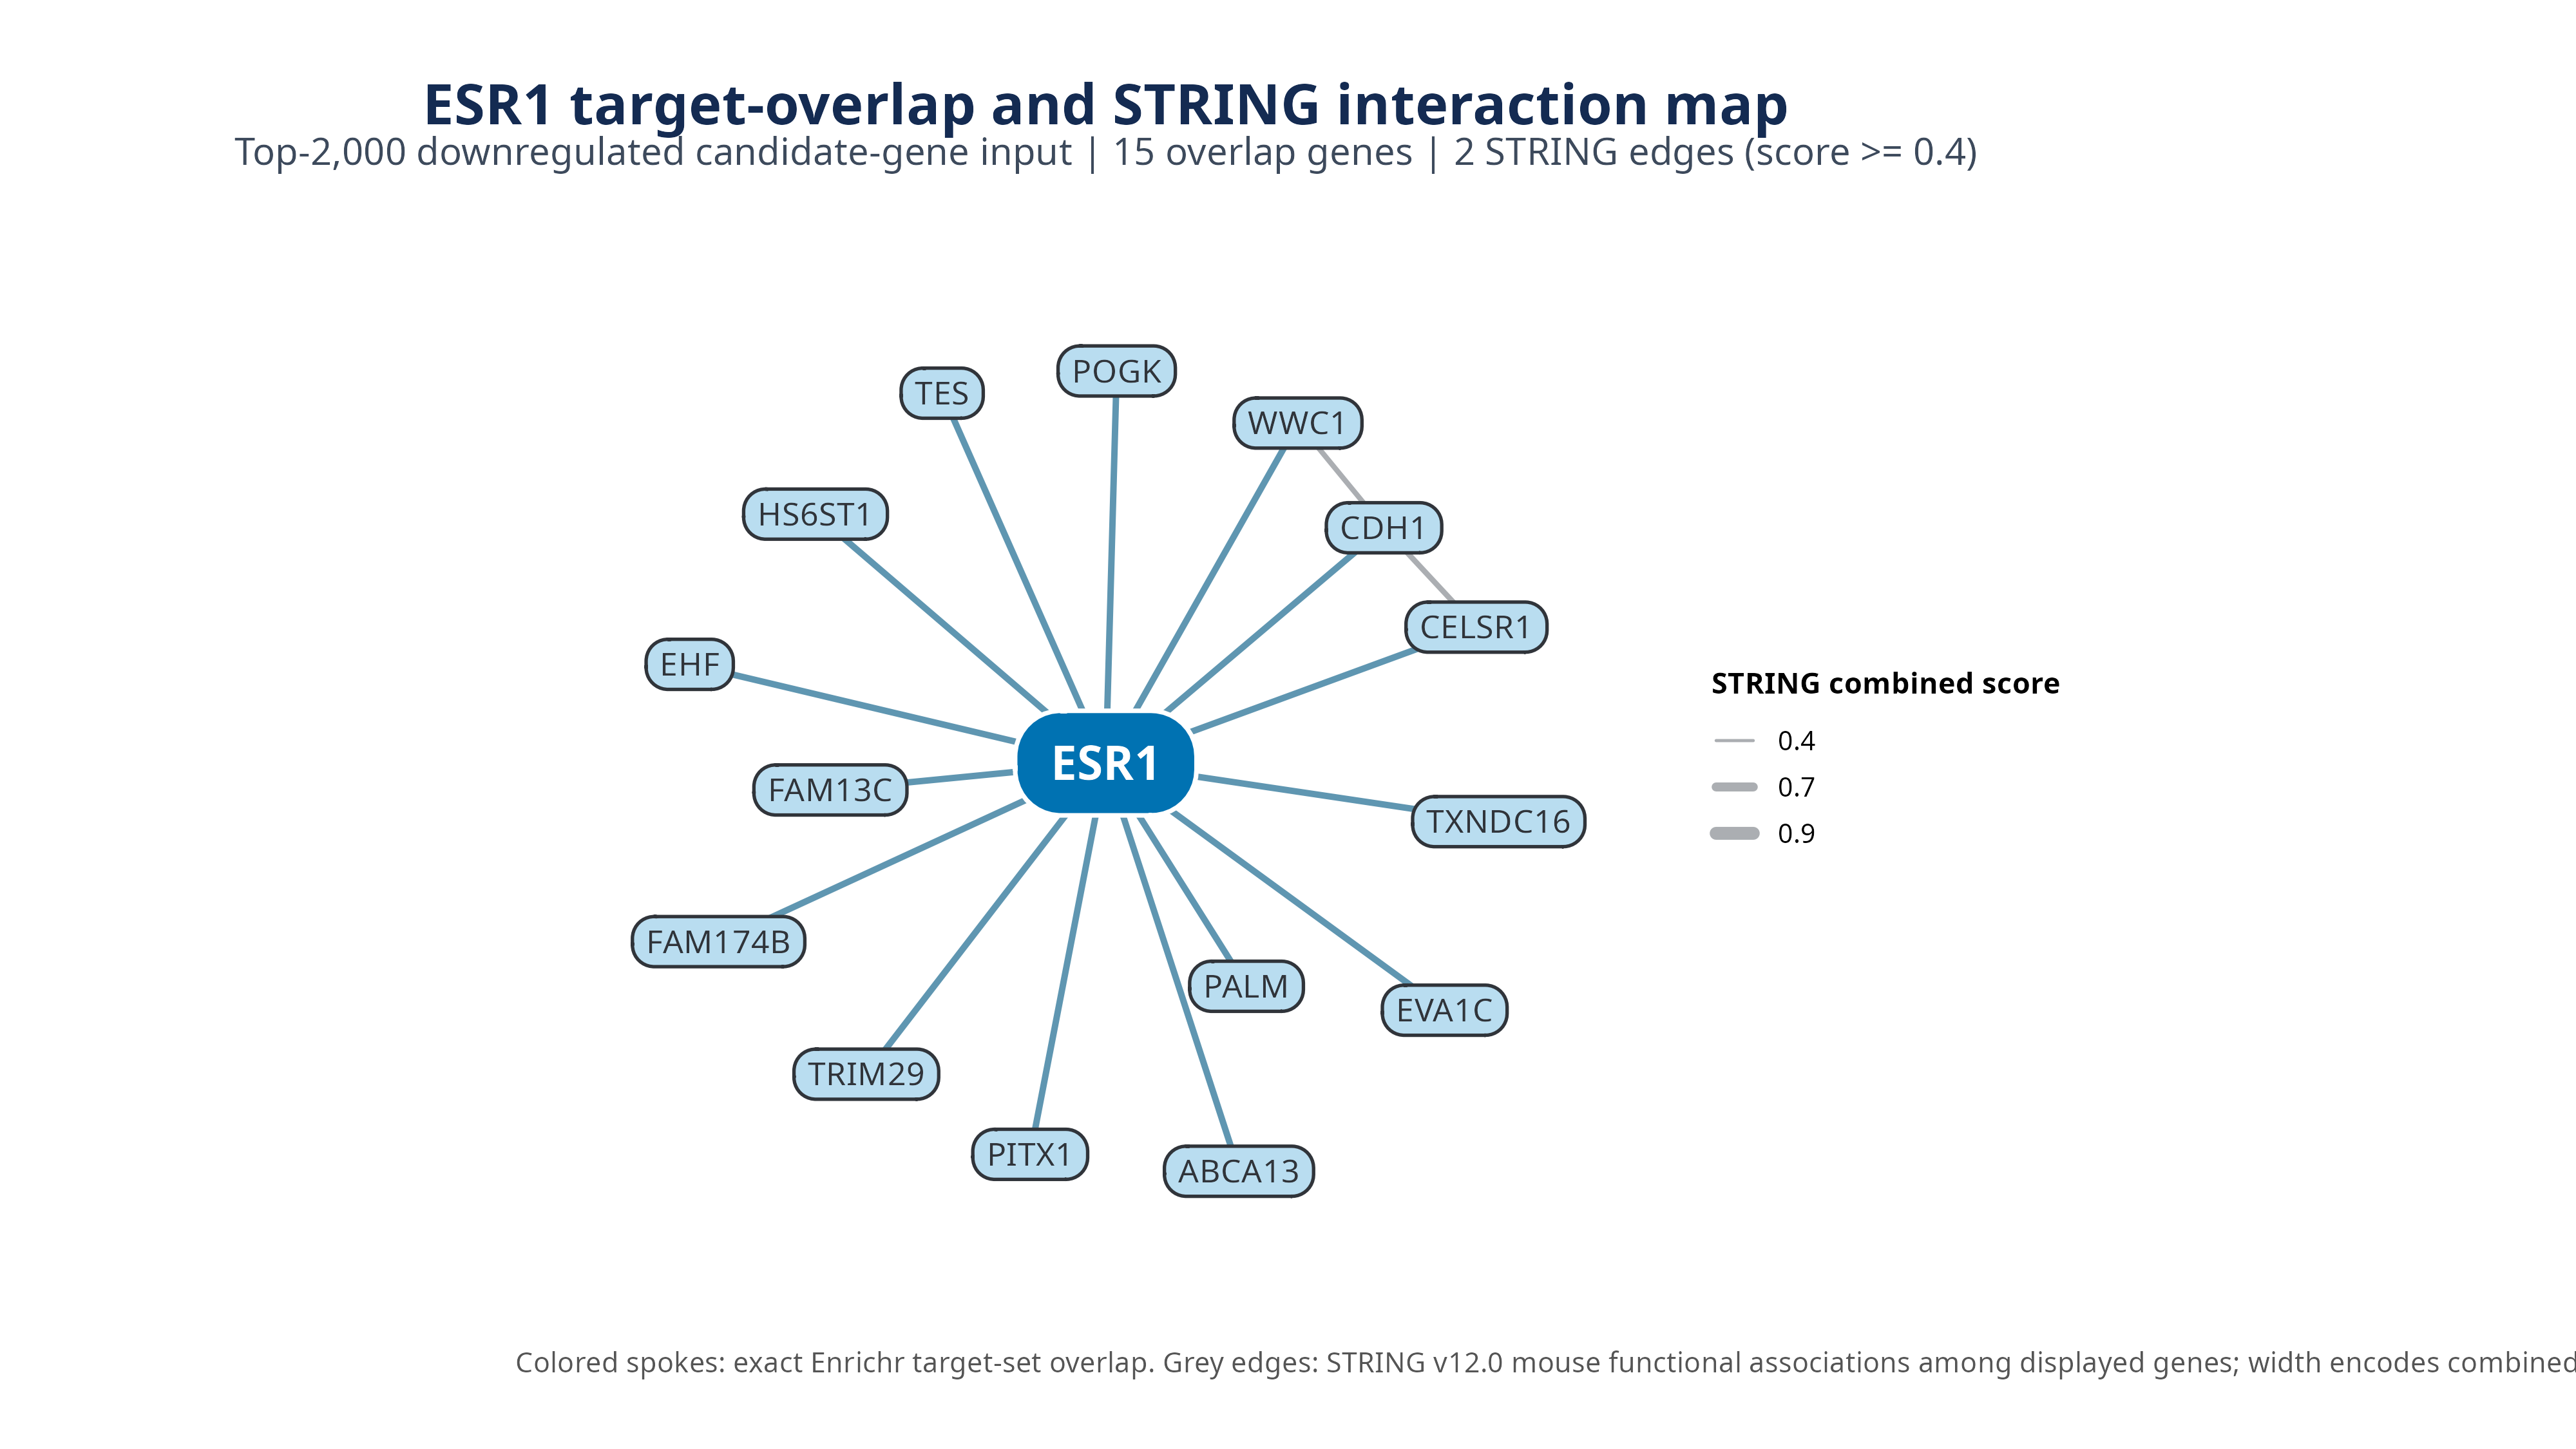 ESR1 target-overlap and STRING interaction map
Top-2,000 downregulated candidate-gene input | 15 overlap genes | 2 STRING edges (score >= 0.4)
POGK
TES
WWC1
HS6ST1
CDH1
CELSR1
EHF
STRING combined score
0.4
ESR1
0.7
FAM13C
TXNDC16
0.9
FAM174B
PALM
EVA1C
TRIM29
PITX1
ABCA13
Colored spokes: exact Enrichr target-set overlap. Grey edges: STRING v12.0 mouse functional associations among displayed genes; width encodes combined